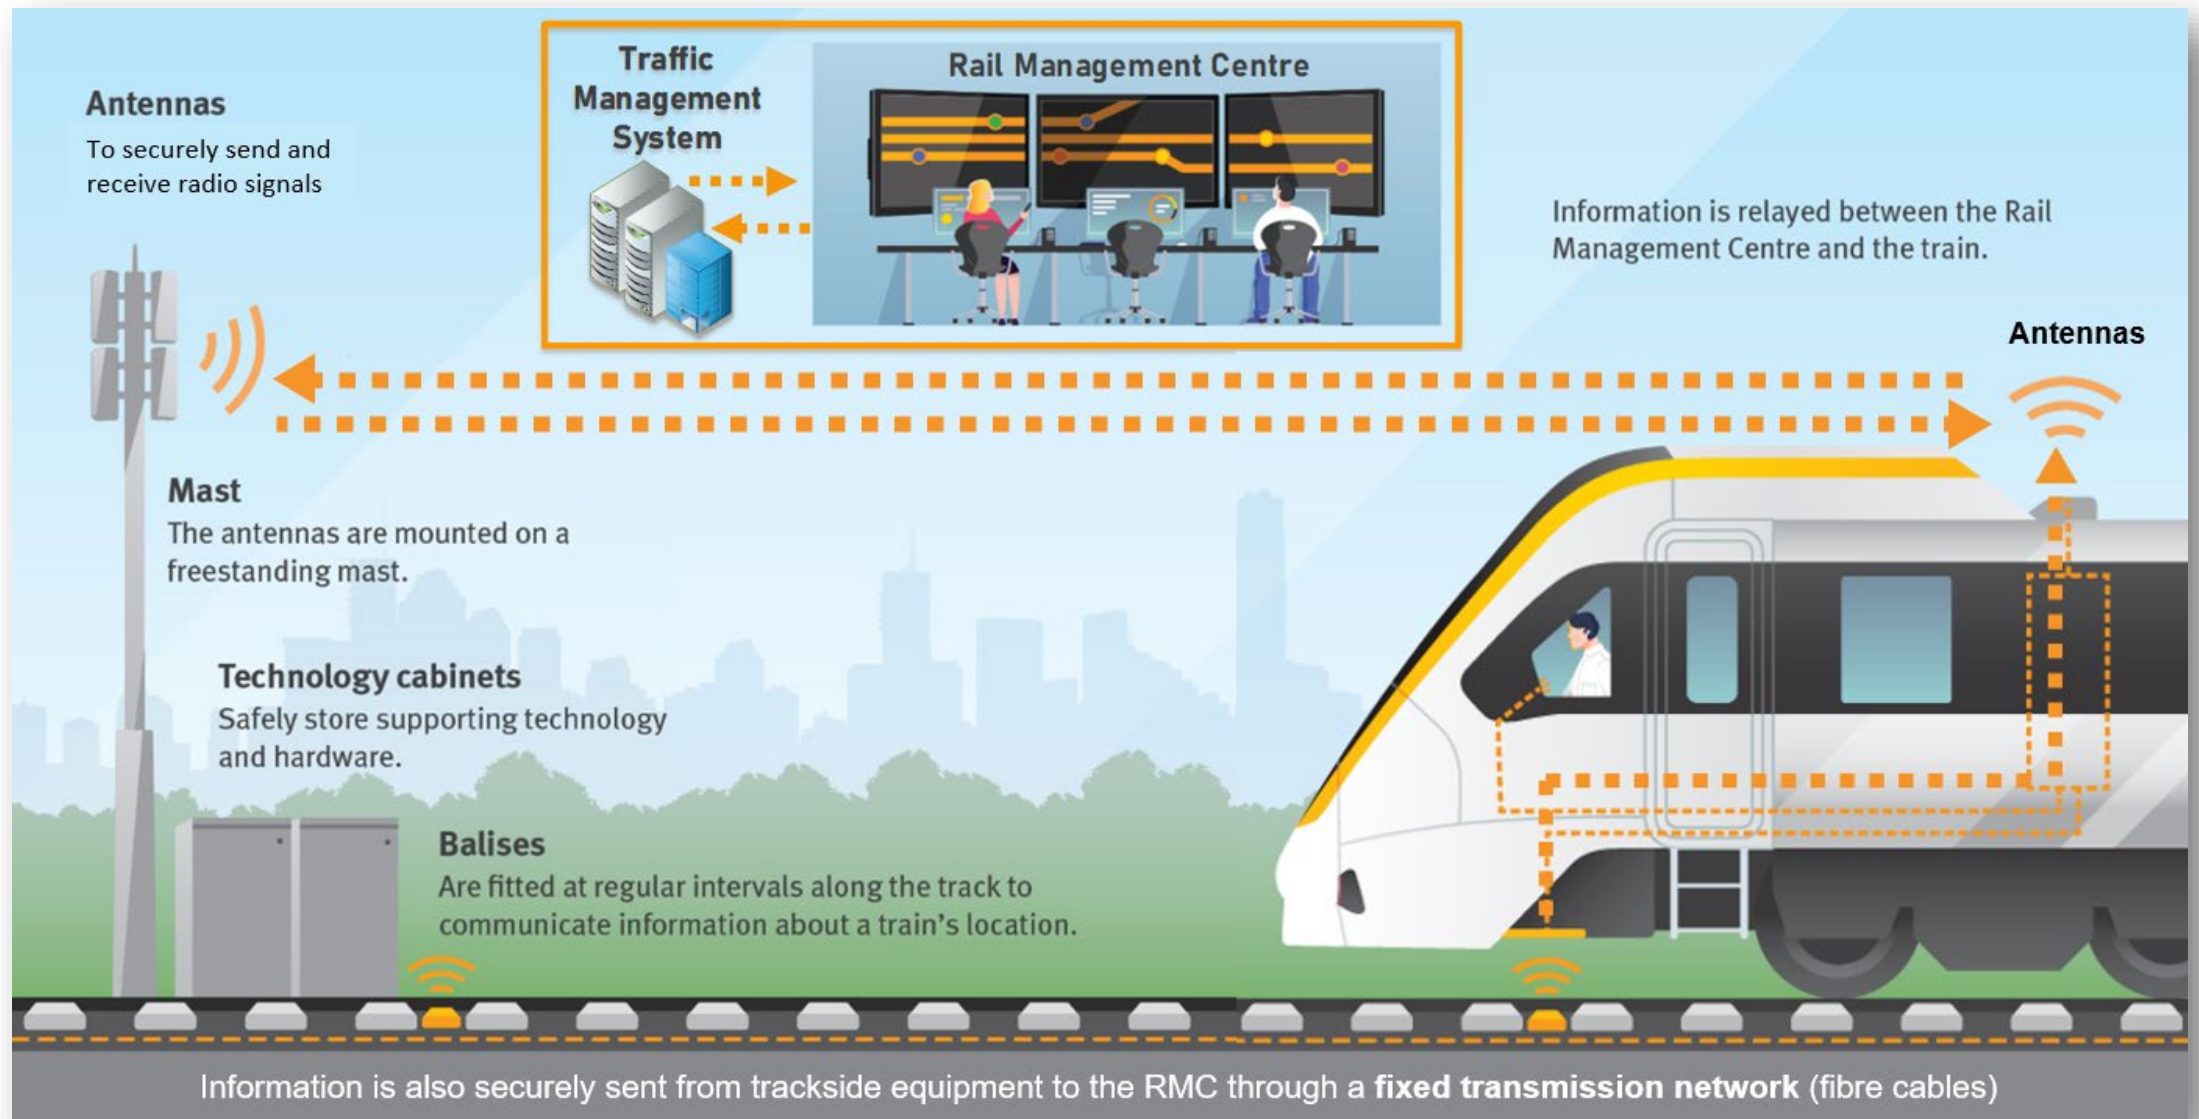 Traffic
Management
System
Rail Management Centre
Antennas
To securely send and
receive radio signals
Information is relayed between the Rail
Management Centre and the train.
Antennas
Mast
The antennas are mounted on a
freestanding mast.
Technology cabinets
Safely store supporting technology
and hardware.
Balises
Are fitted at regular intervals along the track to
communicate information about a train's location.
Information is also securely sent from trackside equipment to the RMC through a fixed transmission network (fibre cables)